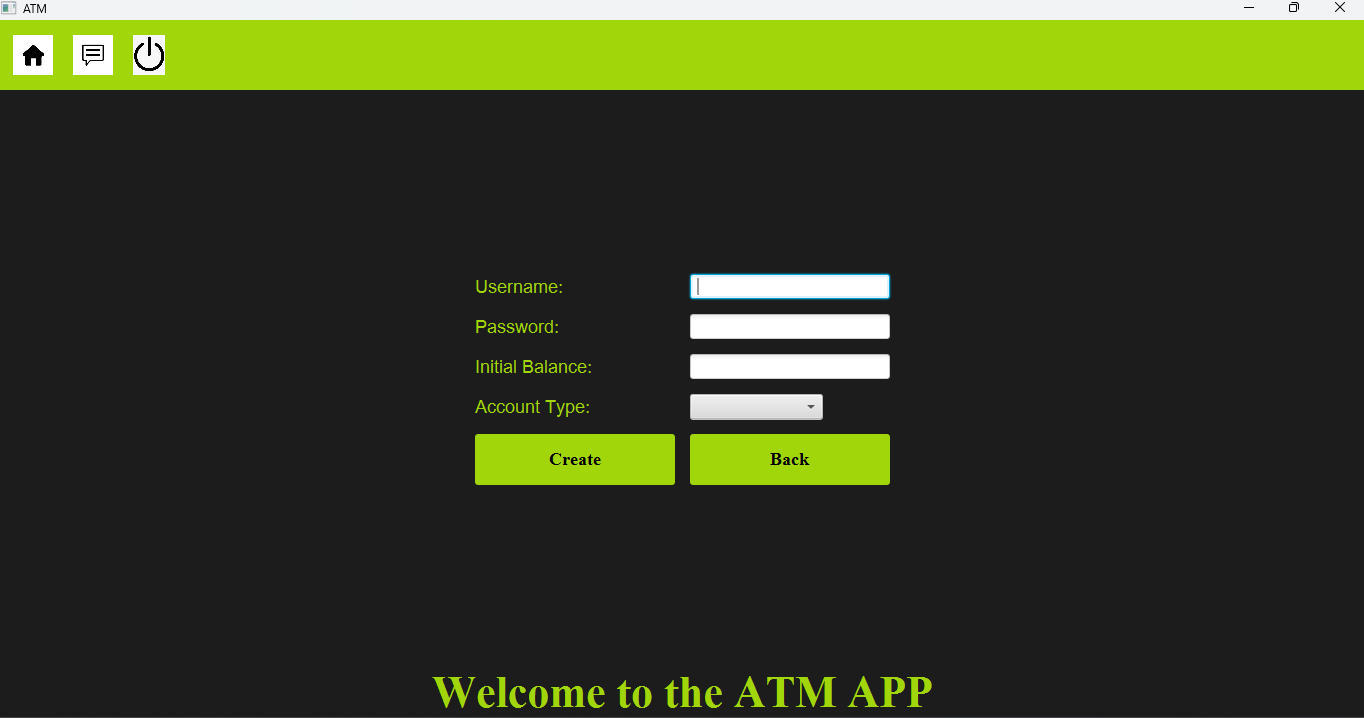 ATM
Username:
Password:
Initial Balance:
Account Type:
Create Back
Welcome to the ATM APP